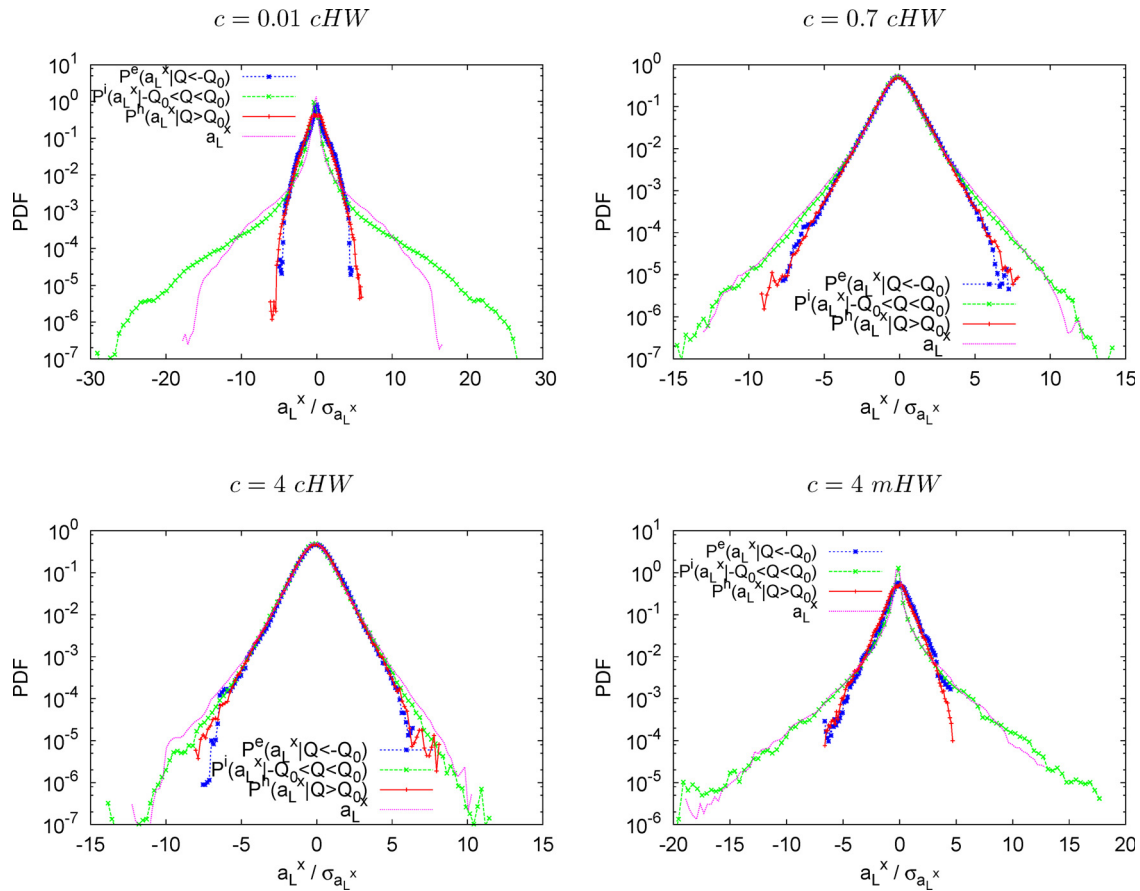 c = 0.01 cHW
10^1
10^0
10^-1
10^-2
10^-3
10^-4
10^-5
10^-6
10^-7
PDF
P^e(a_L^x|Q<-Q_0)
P^i(a_L^x|-Q_0<Q<Q_0)
P^h(a_L^x|Q>Q_0)
a_L^x
-30 -20 -10 0 10 20 30
a_L^x / σ_{a_L^x}
c = 0.7 cHW
10^0
10^-1
10^-2
10^-3
10^-4
10^-5
10^-6
10^-7
PDF
P^e(a_L^x|Q<-Q_0)
P^i(a_L^x|-Q_0<Q<Q_0)
P^h(a_L^x|Q>Q_0)
a_L^x
-15 -10 -5 0 5 10 15
a_L^x / σ_{a_L^x}
c = 4 cHW
10^0
10^-1
10^-2
10^-3
10^-4
10^-5
10^-6
10^-7
PDF
P^e(a_L^x|Q<-Q_0)
P^i(a_L^x|-Q_0<Q<Q_0)
P^h(a_L^x|Q>Q_0)
a_L^x
-15 -10 -5 0 5 10 15
a_L^x / σ_{a_L^x}
c = 4 mHW
10^1
10^0
10^-1
10^-2
10^-3
10^-4
10^-5
10^-6
PDF
P^e(a_L^x|Q<-Q_0)
P^i(a_L^x|-Q_0<Q<Q_0)
P^h(a_L^x|Q>Q_0)
a_L^x
-20 -15 -10 -5 0 5 10 15 20
a_L^x / σ_{a_L^x}